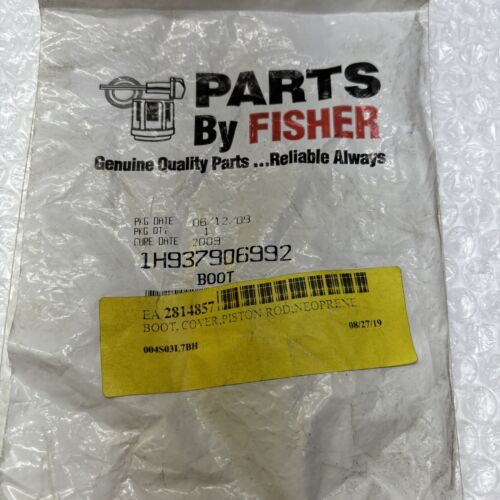 PARTS
By FISHER
Genuine Quality Parts ...Reliable Always
PKG DATE 06/12/09
PKG QT: 1
CURE DATE 2009
1H937906992
BOOT
EA 2814857
BOOT, COVER,PISTON ROD,NEOPRENE
08/27/19
004S03L7BH